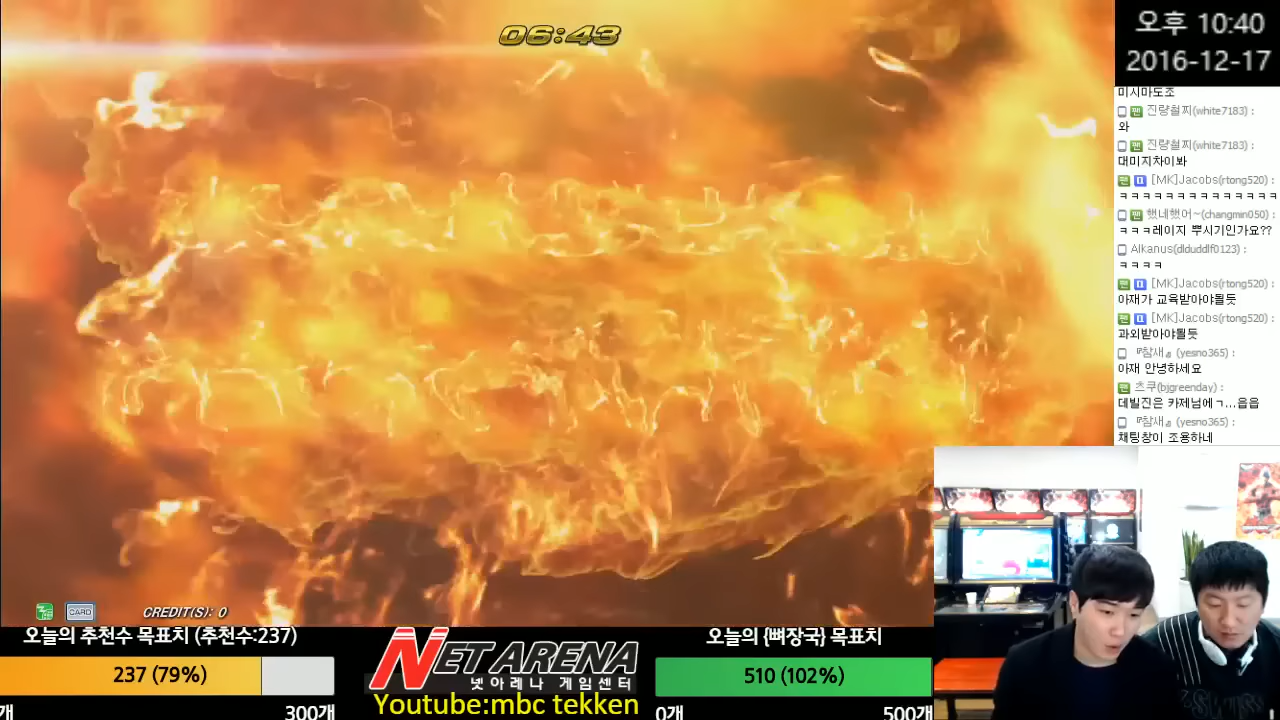 06:43
오후 10:40
2016-12-17
미시마도조
진량철찌(white7183) :
와
진량철찌(white7183) :
대미지차이봐
[MK]Jacobs(rtong520) :
ㅋㅋㅋㅋㅋㅋㅋㅋㅋㅋㅋㅋㅋㅋ
했네했어~(changmin050) :
ㅋㅋㅋ레이지 뿌시기인가요??
Alkanus(dlduddlf0123) :
ㅋㅋㅋㅋ
[MK]Jacobs(rtong520) :
아재가 교육받아야될듯
[MK]Jacobs(rtong520) :
과외받아야될듯
『참새』(yesno365) :
아재 안녕하세요
츠쿠(bjgreenday) :
데빌진은 카제님에ㄱ...읍읍
『참새』(yesno365) :
채팅창이 조용하네
CARD
CREDIT(S): 0
오늘의 추천수 목표치 (추천수:237)
237 (79%)
개
300개
NET ARENA
넷아레나 게임센터
Youtube:mbc tekken
오늘의 {뼈장국} 목표치
510 (102%)
0개
500개